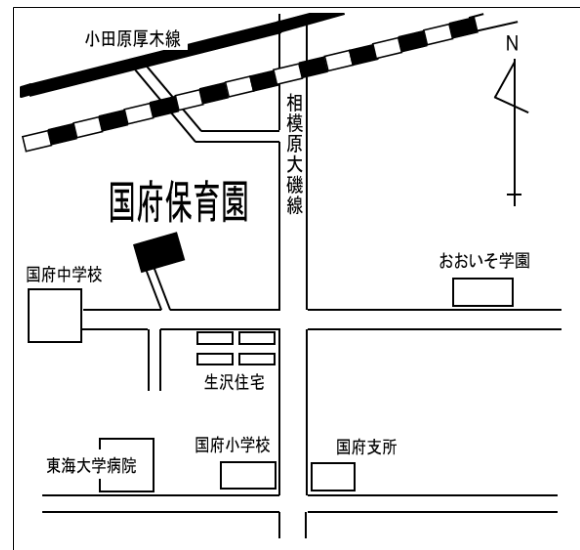 小田原厚木線
N
相模原大磯線
国府保育園
おおいそ学園
国府中学校
生沢住宅
国府小学校
国府支所
東海大学病院